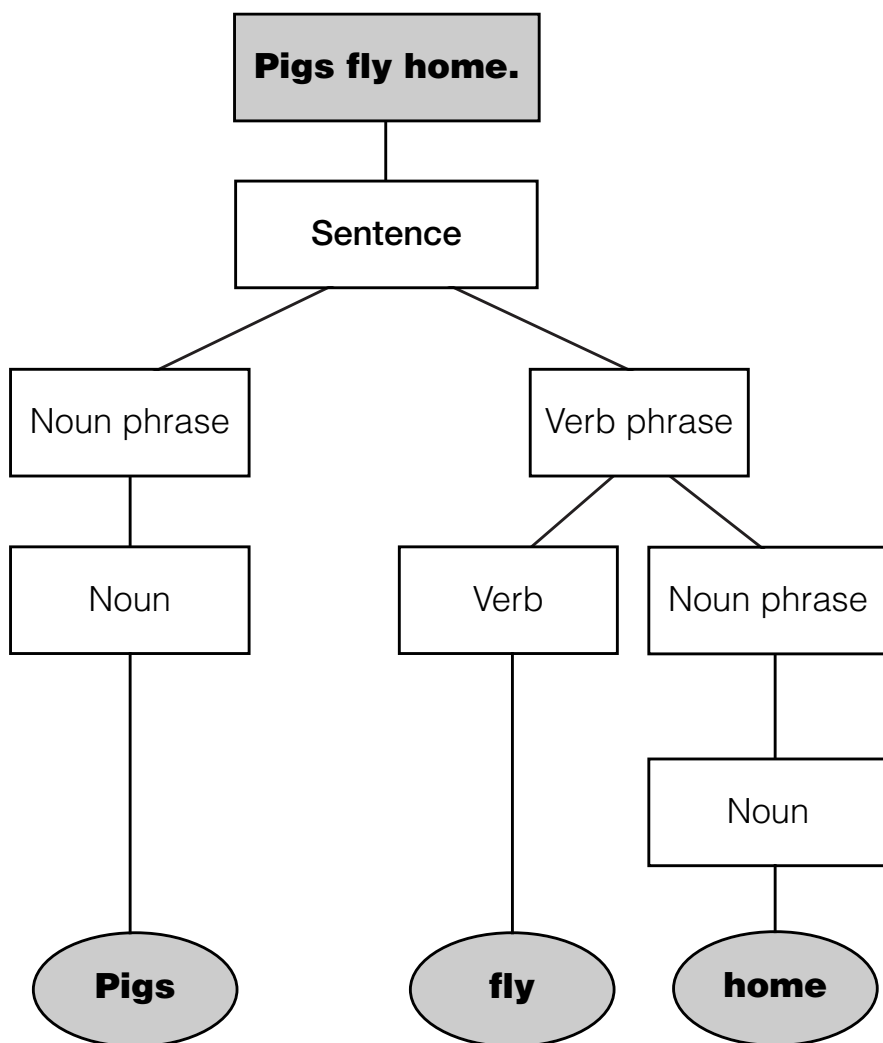 Pigs fly home.
Sentence
Noun phrase
Verb phrase
Noun
Verb
Noun phrase
Noun
Pigs
fly
home